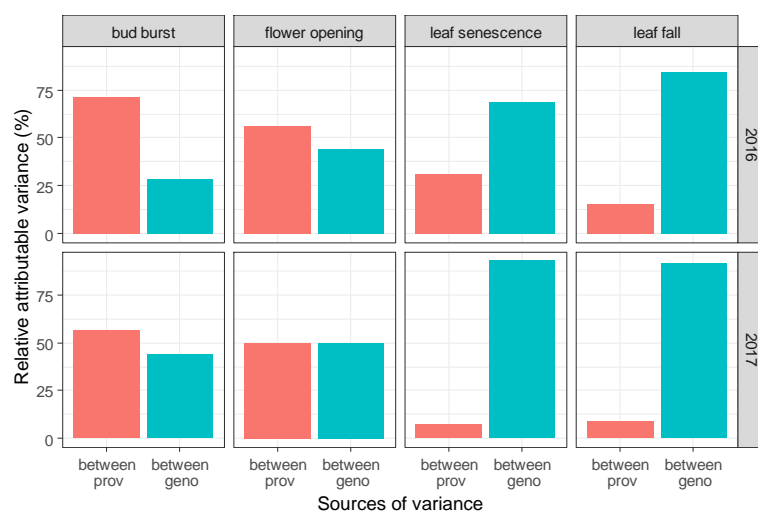 bud burst
flower opening
leaf senescence
leaf fall
Relative attributable variance (%)
75
50
25
0
2016
75
50
25
0
2017
between
prov
between
geno
between
prov
between
geno
between
prov
between
geno
between
prov
between
geno
Sources of variance